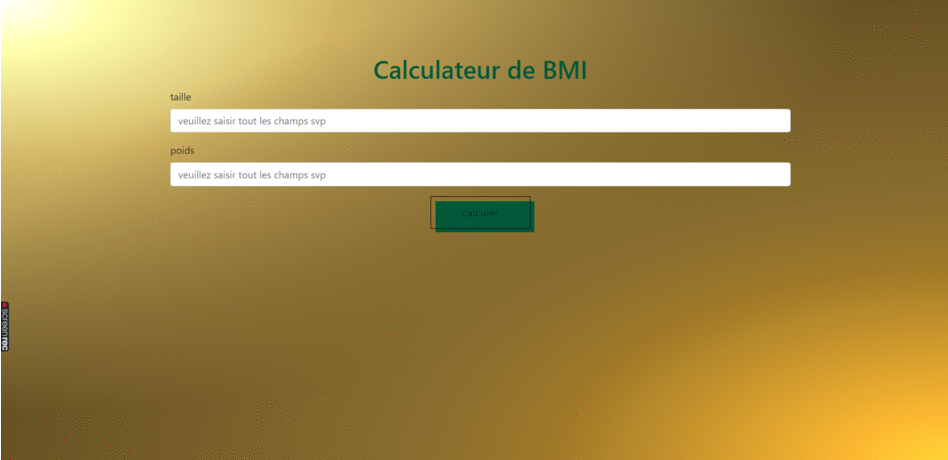 Calculateur de BMI
taille
veuillez saisir tout les champs svp
poids
veuillez saisir tout les champs svp
calculer
screenrec